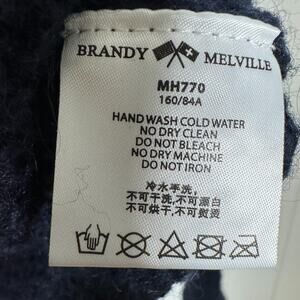 BRANDY MELVILLE
MH770
160/84A
HAND WASH COLD WATER
NO DRY CLEAN
DO NOT BLEACH
NO DRY MACHINE
DO NOT IRON
冷水手洗,
不可干洗,不可漂白
不可烘干,不可熨烫